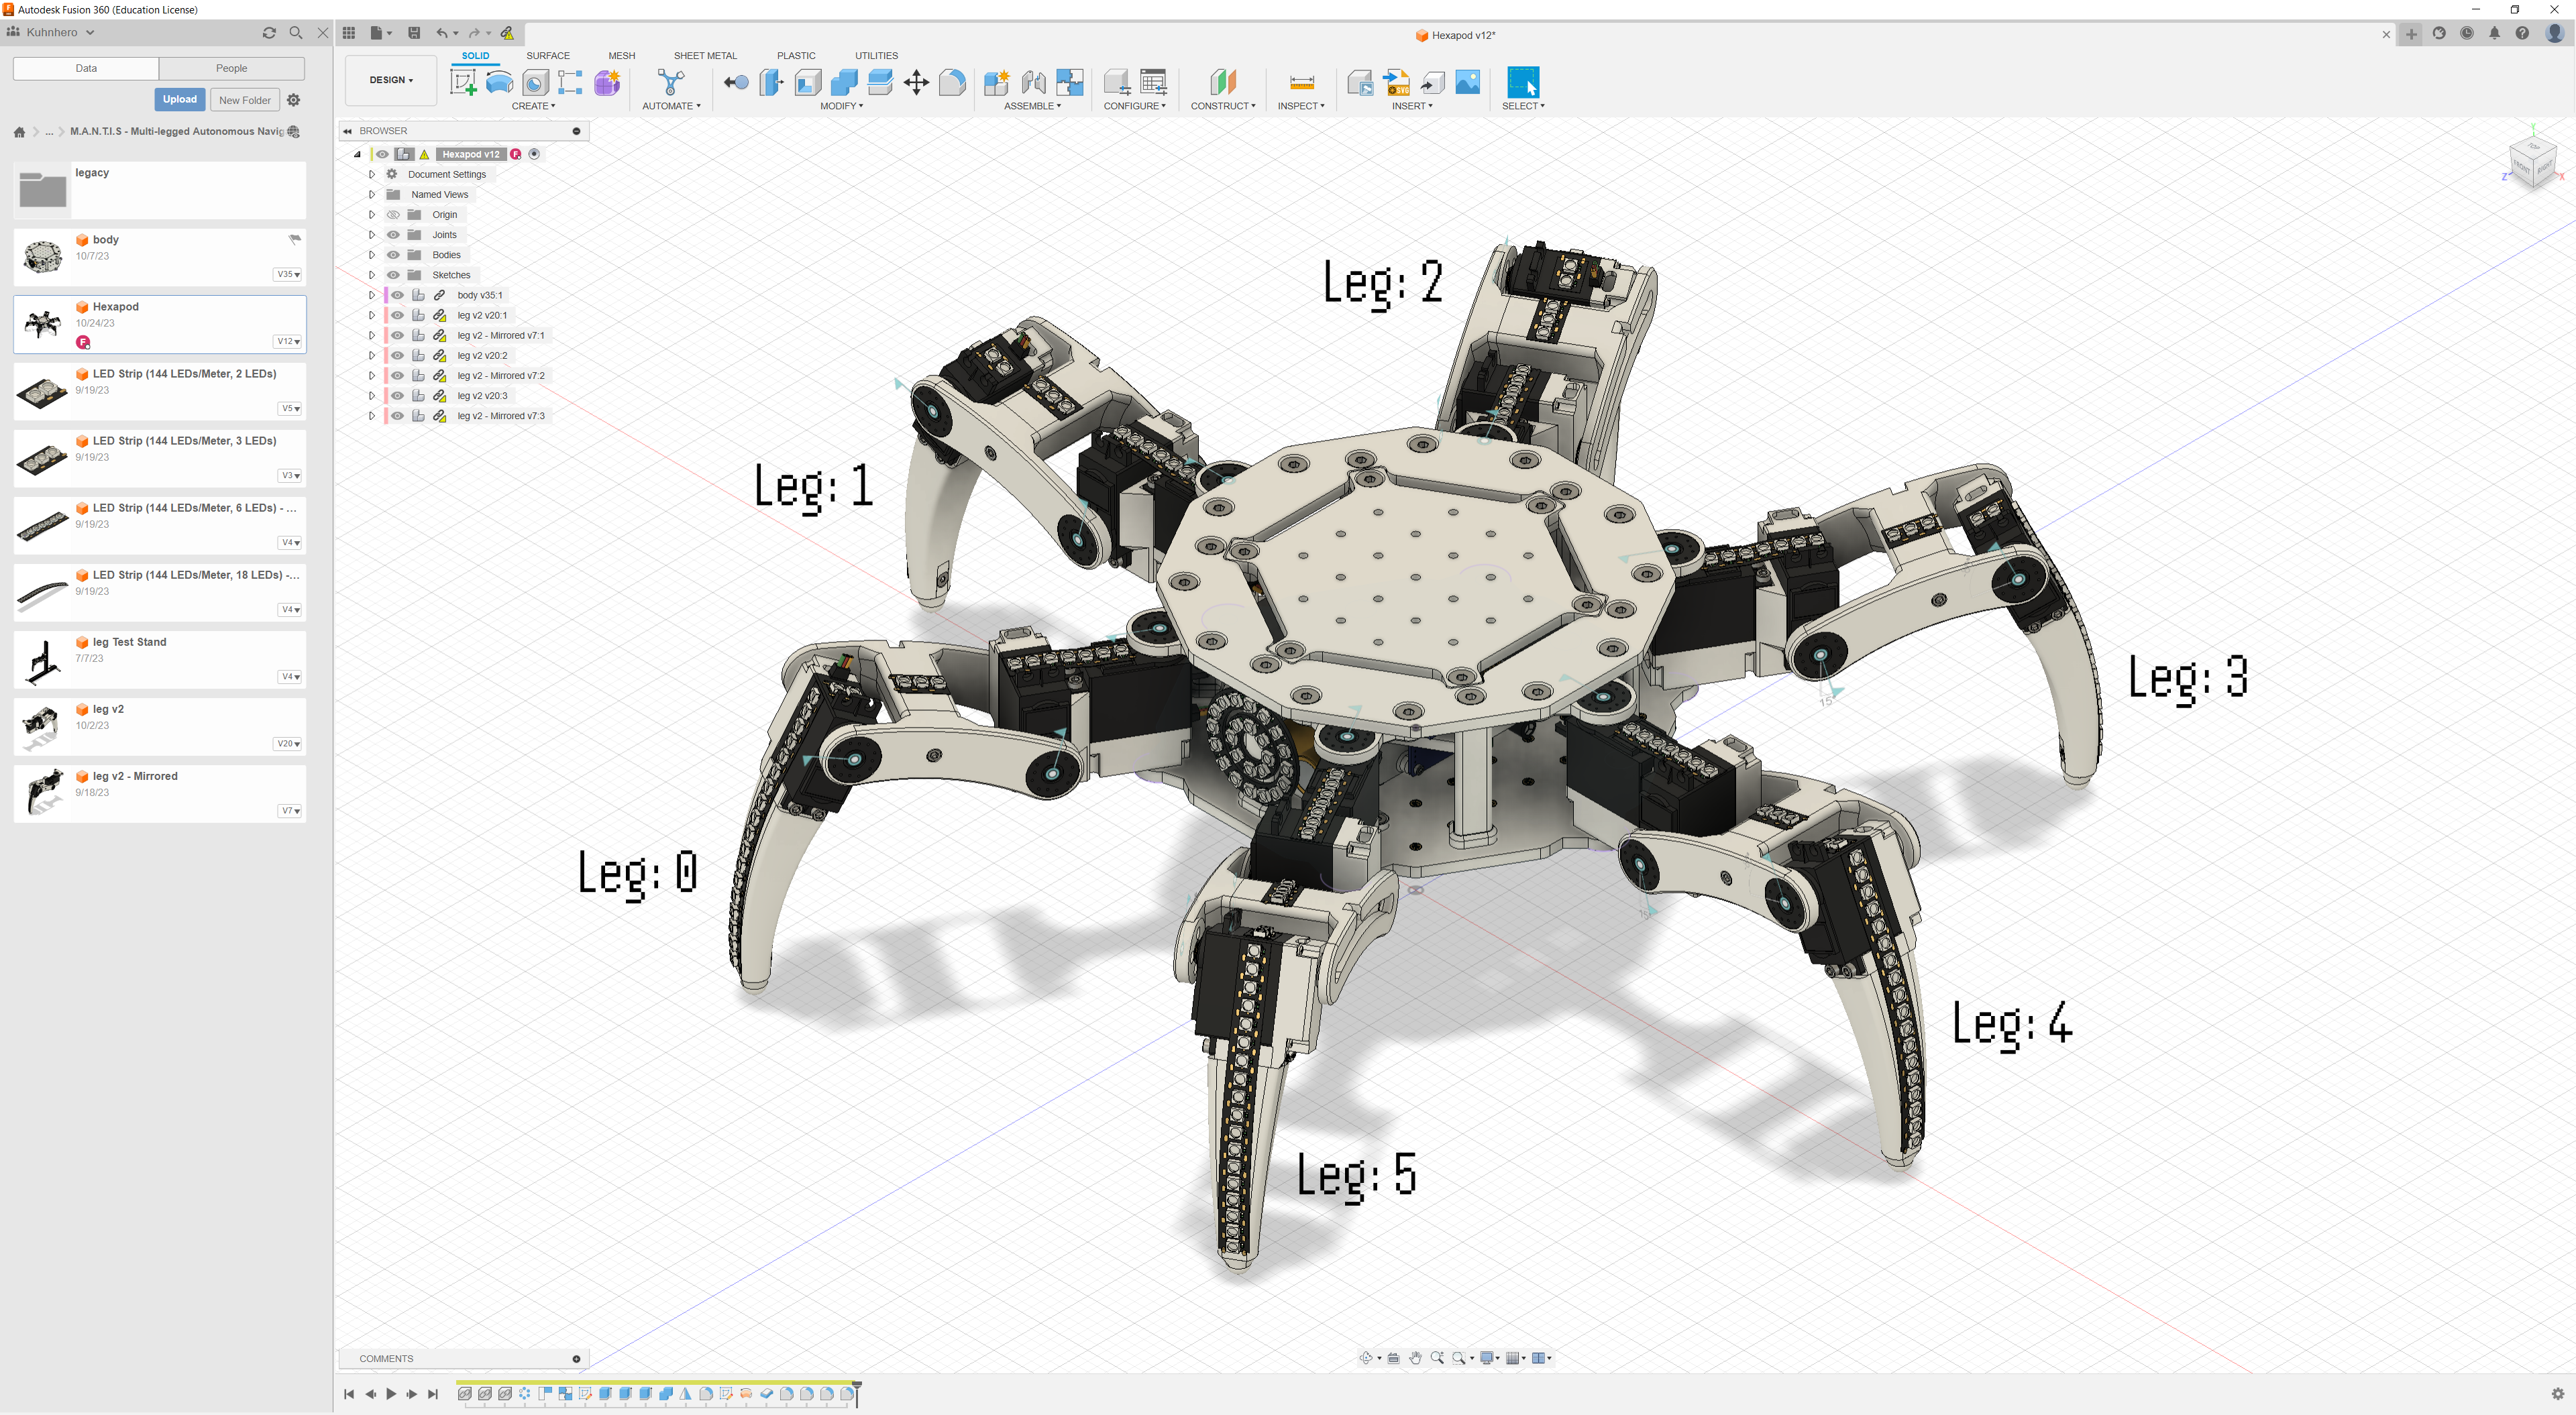 Autodesk Fusion 360 (Education License)
Kuhnhero
Hexapod v12*
Data
People
Upload
New Folder
... M.A.N.T.I.S - Multi-legged Autonomous Navig
legacy
body
10/7/23
V35
Hexapod
10/24/23
F
V12
LED Strip (144 LEDs/Meter, 2 LEDs)
9/19/23
V5
LED Strip (144 LEDs/Meter, 3 LEDs)
9/19/23
V3
LED Strip (144 LEDs/Meter, 6 LEDs) - ...
9/19/23
V4
LED Strip (144 LEDs/Meter, 18 LEDs) -...
9/19/23
V4
leg Test Stand
7/7/23
V4
leg v2
10/2/23
V20
leg v2 - Mirrored
9/18/23
V7
DESIGN
SOLID
SURFACE
MESH
SHEET METAL
PLASTIC
UTILITIES
CREATE
AUTOMATE
MODIFY
ASSEMBLE
CONFIGURE
CONSTRUCT
INSPECT
INSERT
SELECT
SVG
BROWSER
Hexapod v12
F
Document Settings
Named Views
Origin
Joints
Bodies
Sketches
body v35:1
leg v2 v20:1
leg v2 - Mirrored v7:1
leg v2 v20:2
leg v2 - Mirrored v7:2
leg v2 v20:3
leg v2 - Mirrored v7:3
Y
TOP
FRONT
RIGHT
Z
X
Leg: 2
Leg: 1
Leg: 3
Leg: 0
Leg: 4
Leg: 5
COMMENTS